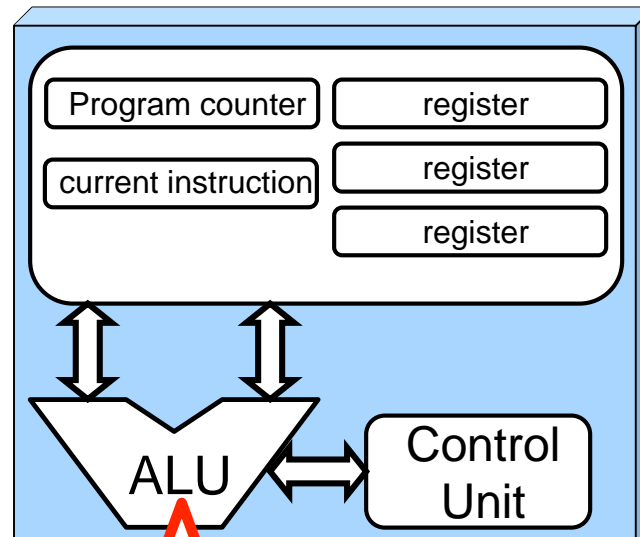 Program counter
register
current instruction
register
register
ALU
Control
Unit